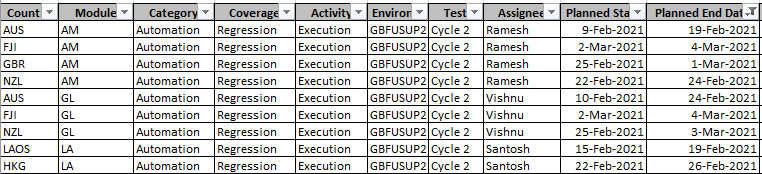 Count Module Category Coverage Activity Environ Test Assignee Planned Sta Planned End Dat
AUS AM Automation Regression Execution GBFUSUP2 Cycle 2 Ramesh 9-Feb-2021 19-Feb-2021
FJI AM Automation Regression Execution GBFUSUP2 Cycle 2 Ramesh 2-Mar-2021 4-Mar-2021
GBR AM Automation Regression Execution GBFUSUP2 Cycle 2 Ramesh 25-Feb-2021 1-Mar-2021
NZL AM Automation Regression Execution GBFUSUP2 Cycle 2 Ramesh 22-Feb-2021 24-Feb-2021
AUS GL Automation Regression Execution GBFUSUP2 Cycle 2 Vishnu 10-Feb-2021 24-Feb-2021
FJI GL Automation Regression Execution GBFUSUP2 Cycle 2 Vishnu 2-Mar-2021 4-Mar-2021
NZL GL Automation Regression Execution GBFUSUP2 Cycle 2 Vishnu 25-Feb-2021 3-Mar-2021
LAOS LA Automation Regression Execution GBFUSUP2 Cycle 2 Santosh 15-Feb-2021 19-Feb-2021
HKG LA Automation Regression Execution GBFUSUP2 Cycle 2 Santosh 22-Feb-2021 26-Feb-2021